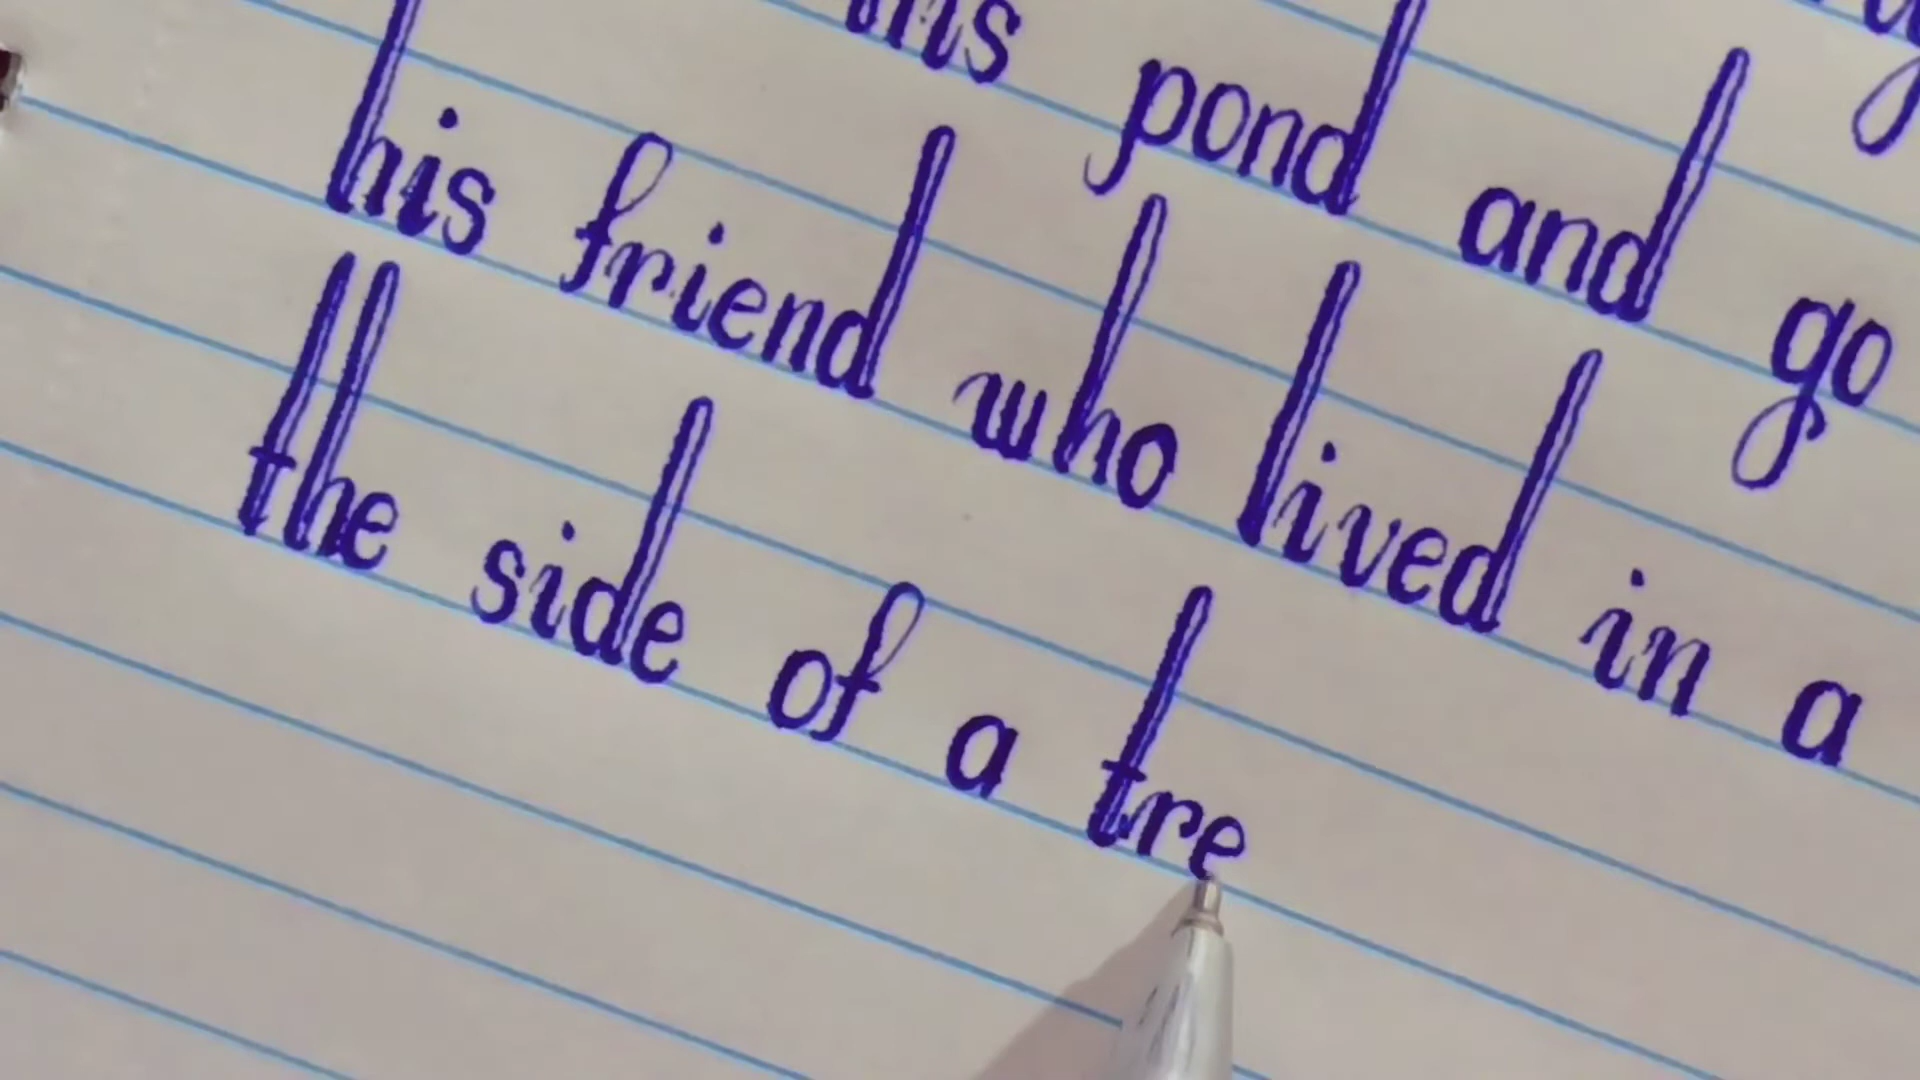 pond and go
his friend who lived in a
the side of a tre